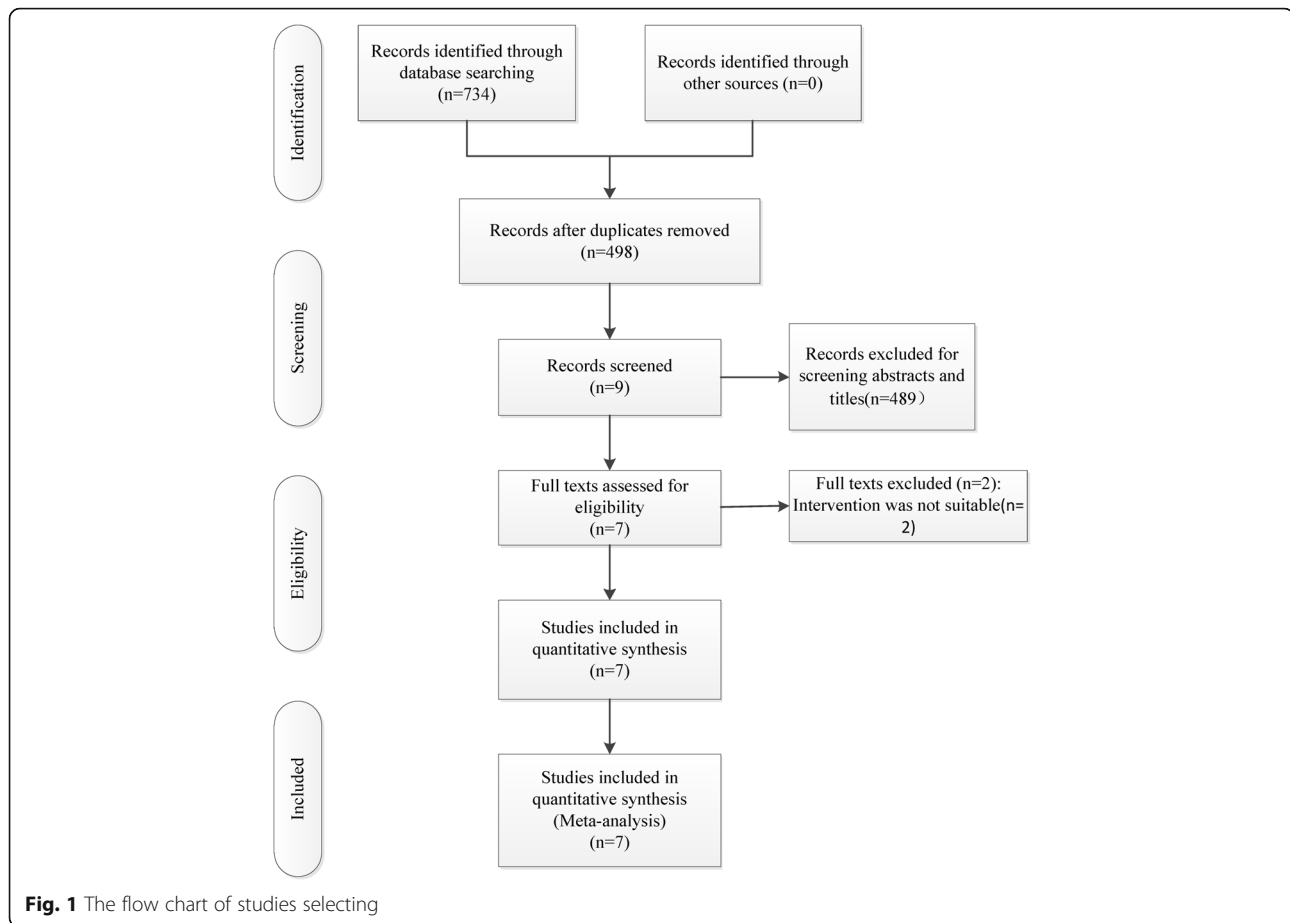 Identification
Records identified through
database searching
(n=734)
Records identified through
other sources (n=0)
Records after duplicates removed
(n=498)
Screening
Records screened
(n=9)
Records excluded for
screening abstracts and
titles(n=489）
Eligibility
Full texts assessed for
eligibility
(n=7)
Full texts excluded (n=2):
Intervention was not suitable(n=
2)
Studies included in
quantitative synthesis
(n=7)
Included
Studies included in
quantitative synthesis
(Meta-analysis)
(n=7)
Fig. 1 The flow chart of studies selecting